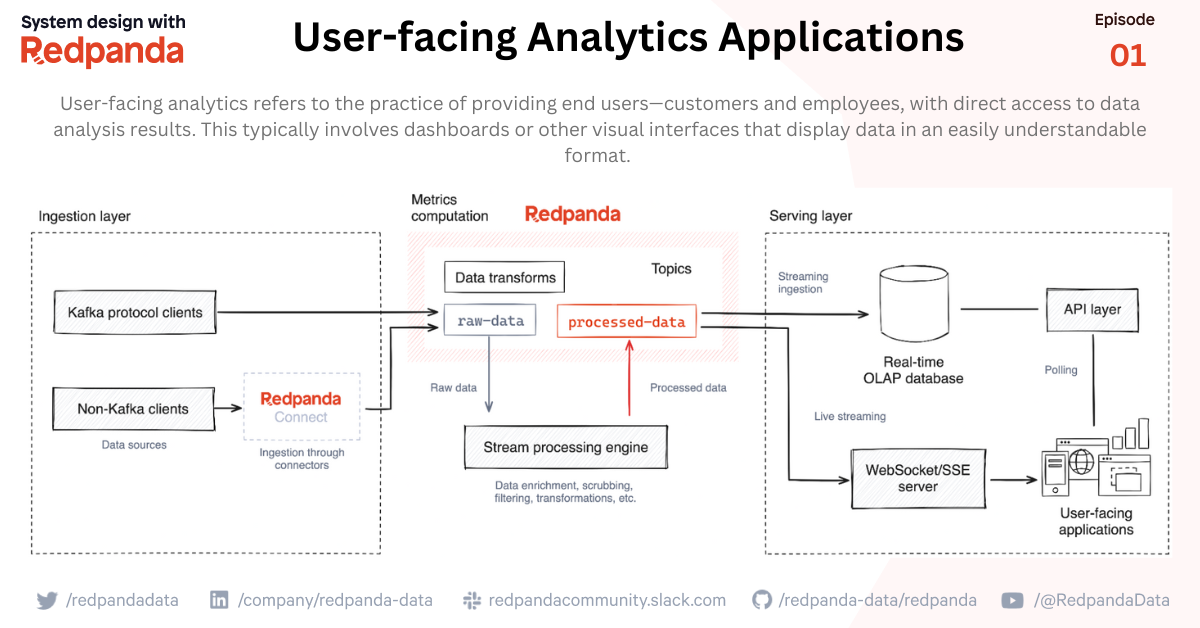 System design with
Redpanda
User-facing Analytics Applications
Episode
01
User-facing analytics refers to the practice of providing end users—customers and employees, with direct access to data
analysis results. This typically involves dashboards or other visual interfaces that display data in an easily understandable
format.
Ingestion layer
Kafka protocol clients
Non-Kafka clients
Data sources
Redpanda
Connect
Ingestion through
connectors
Metrics
computation
Redpanda
Data transforms
Topics
raw-data
processed-data
Raw data
Processed data
Stream processing engine
Data enrichment, scrubbing,
filtering, transformations, etc.
Serving layer
Streaming
ingestion
Real-time
OLAP database
API layer
Polling
Live streaming
WebSocket/SSE
server
User-facing
applications
/redpandadata
/company/redpanda-data
redpandacommunity.slack.com
/redpanda-data/redpanda
/@RedpandaData